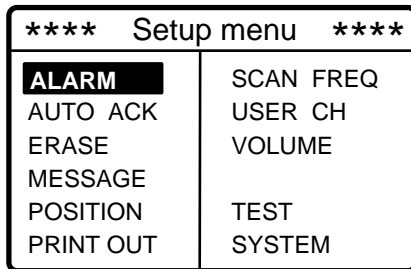 **** Setup menu ****
ALARM
AUTO ACK
ERASE
MESSAGE
POSITION
PRINT OUT
SCAN FREQ
USER CH
VOLUME
TEST
SYSTEM